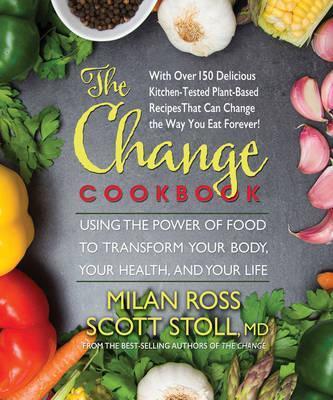 The
Change
COOKBOOK
With Over 150 Delicious
Kitchen-Tested Plant-Based
Recipes That Can Change
the Way You Eat Forever!
USING THE POWER OF FOOD
TO TRANSFORM YOUR BODY,
YOUR HEALTH, AND YOUR LIFE
MILAN ROSS
SCOTT STOLL, MD
FROM THE BEST-SELLING AUTHORS OF THE CHANGE